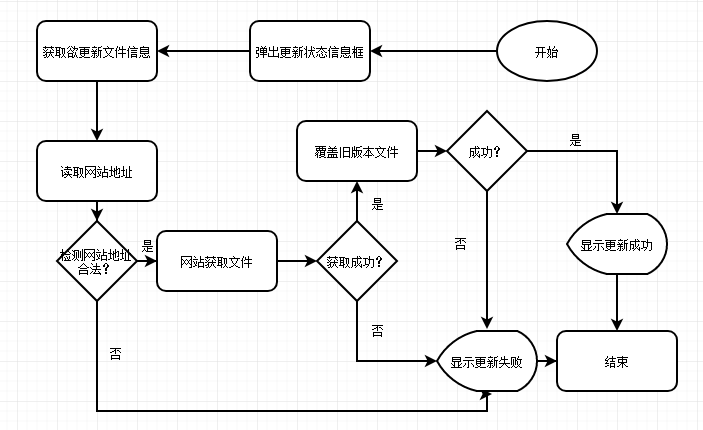 获取欲更新文件信息
弹出更新状态信息框
开始
读取网站地址
覆盖旧版本文件
成功？
是
是
检测网站地址
合法？
是
网站获取文件
获取成功？
否
显示更新成功
否
否
显示更新失败
结束